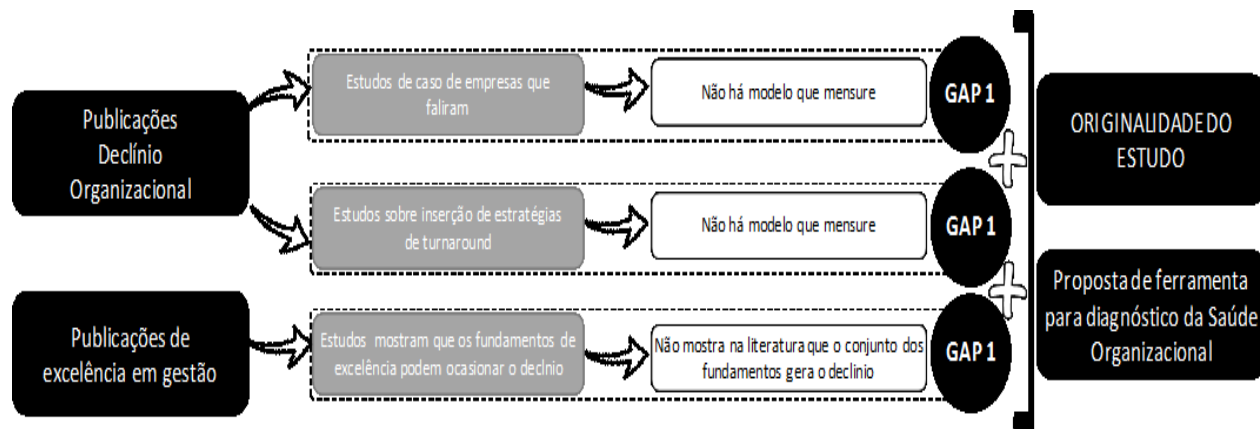 Publicações
Declínio
Organizacional
Estudos de caso de empresas que
faliram
Não há modelo que mensure
GAP 1
Estudos sobre inserção de estratégias
de turnaround
Não há modelo que mensure
GAP 1
Publicações de
excelência em gestão
Estudos mostram que os fundamentos de
excelência podem ocasionar o declnio
Não mostra na literatura que o conjunto dos
fundamentos gera o declinio
GAP 1
ORIGINALIDADE DO
ESTUDO
Proposta de ferramenta
para diagnóstico da Saúde
Organizacional